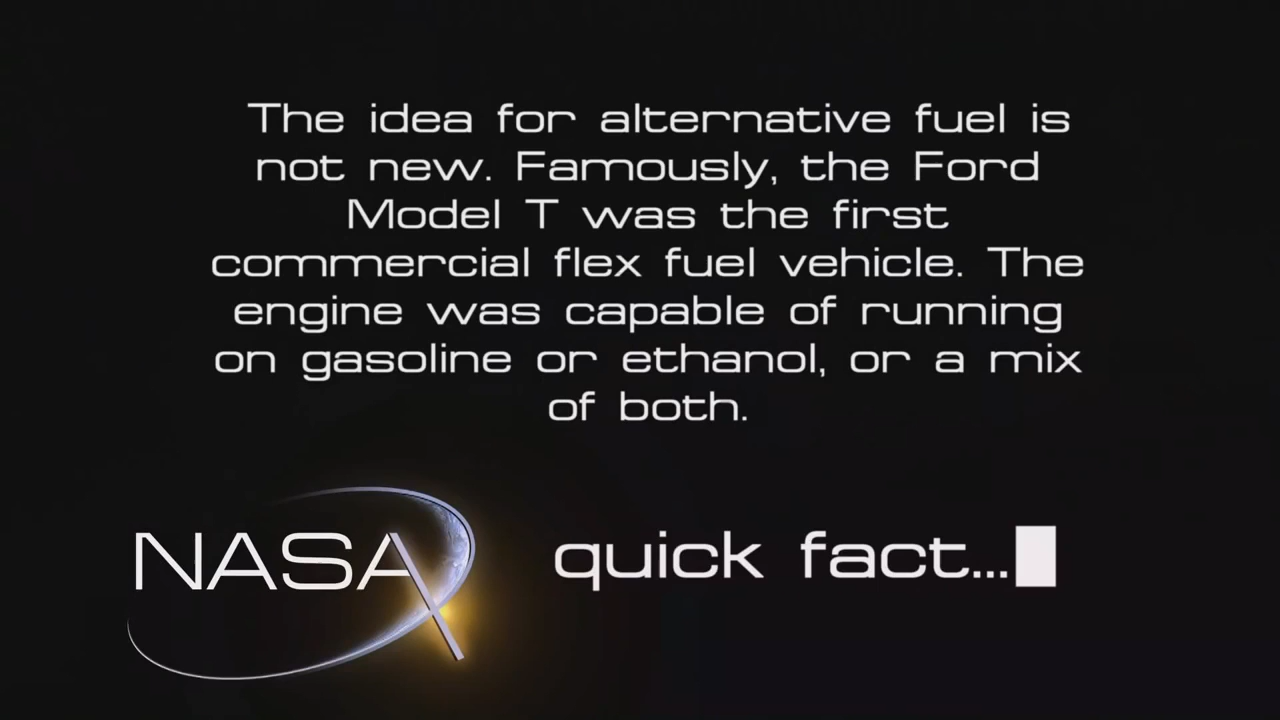 The idea for alternative fuel is
not new. Famously, the Ford
Model T was the first
commercial flex fuel vehicle. The
engine was capable of running
on gasoline or ethanol, or a mix
of both.
NASA quick fact...